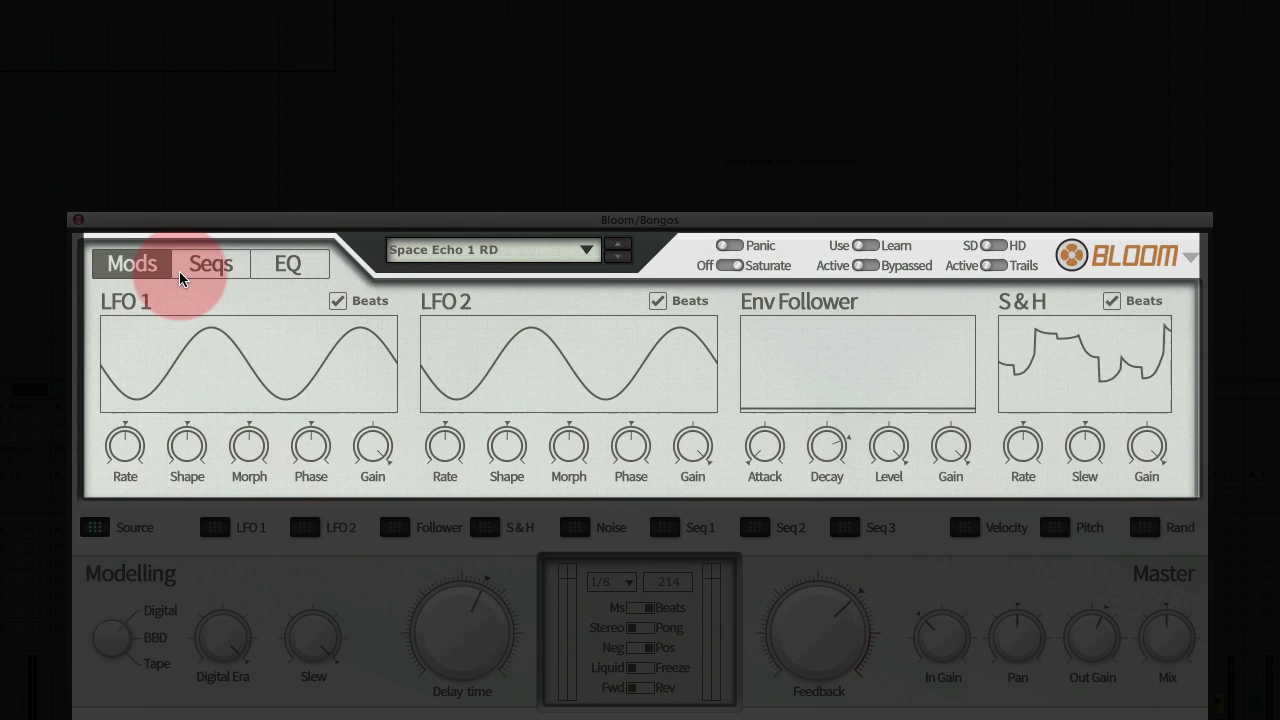 Bloom/Bongos
Mods Seqs EQ
Space Echo 1 RD
Panic Use Learn SD HD
Off Saturate Active Bypassed Active Trails
BLOOM
LFO 1 Beats LFO 2 Beats Env Follower S & H Beats
Rate Shape Morph Phase Gain Rate Shape Morph Phase Gain Attack Decay Level Gain Rate Slew Gain
Source LFO 1 LFO 2 Follower S & H Noise Seq 1 Seq 2 Seq 3 Velocity Pitch Rand
Modelling Master
1/8 214
Digital Ms Beats
Stereo Pong
BBD Neg Pos
Tape Liquid Freeze
Digital Era Slew In Gain Pan Out Gain Mix
Delay time Fwd Rev Feedback